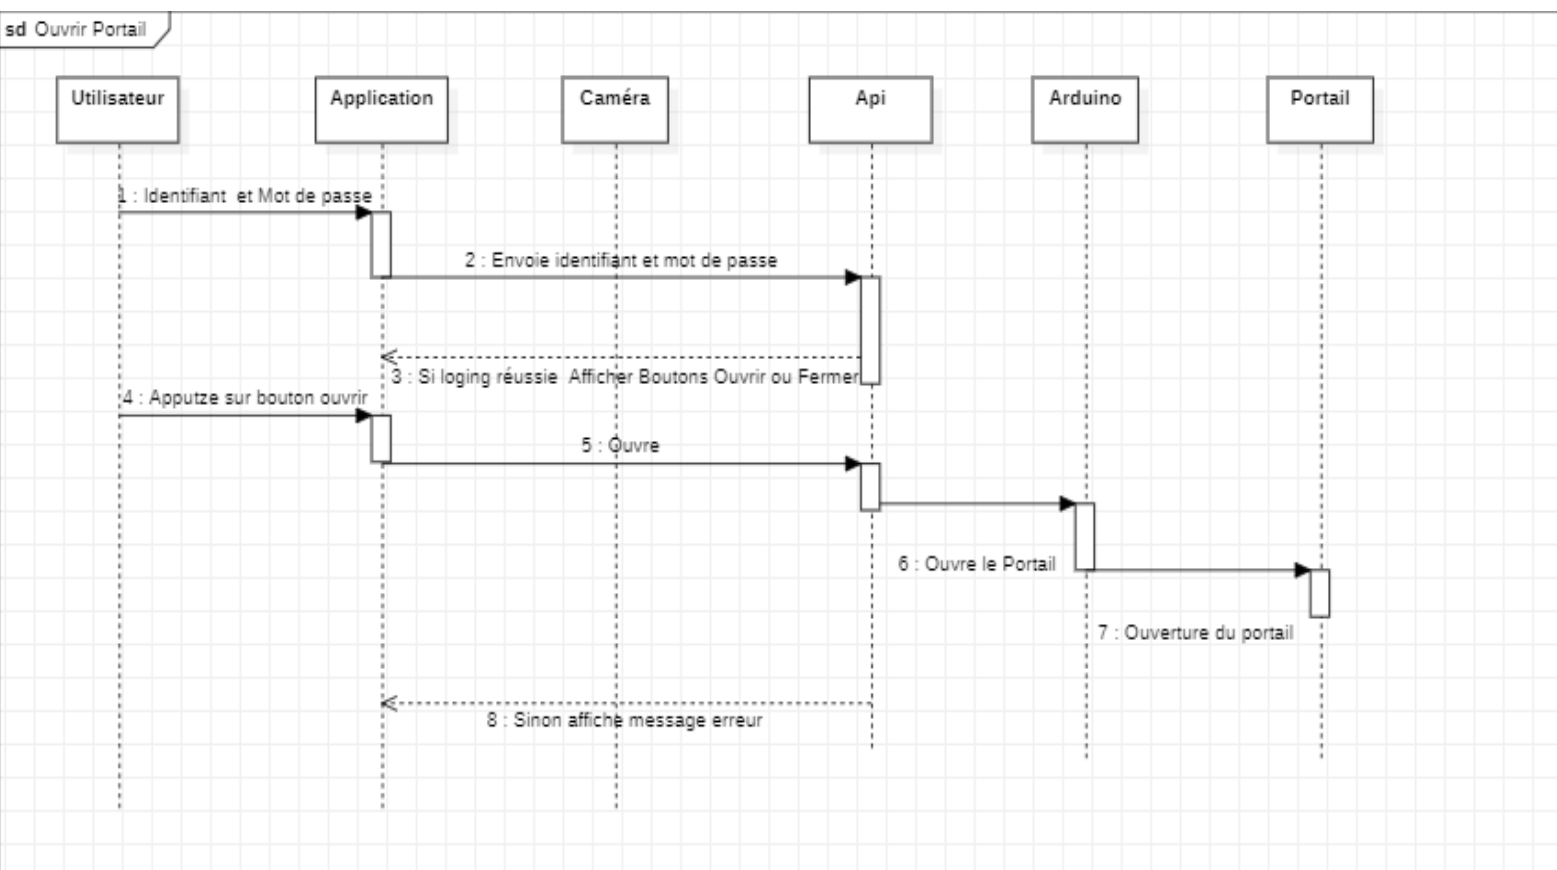 sd Ouvrir Portail
Utilisateur
Application
Caméra
Api
Arduino
Portail
1 : Identifiant et Mot de passe
2 : Envoie identifiant et mot de passe
3 : Si loging réussie Afficher Boutons Ouvrir ou Fermer
4 : Apputze sur bouton ouvrir
5 : Ouvre
6 : Ouvre le Portail
7 : Ouverture du portail
8 : Sinon affiche message erreur